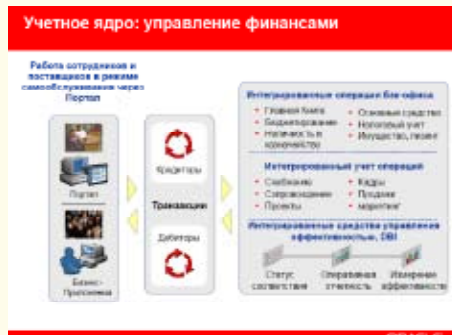 Учетное ядро: управление финансами
Работа сотрудников и
поставщиков в режиме
самообслуживания через
Портал
Портал
Бизнес-
Приложения
Кредиторы
Транзакции
Дебиторы
Интегрированные операции бэк-офиса
• Главная Книга
• Бюджетирование
• Наличность и
казначейство
• Основные средства
• Налоговый учет
• Имущество, лизинг
Интегрированный учет операций
• Снабжение
• Сопровождение
• Проекты
• Кадры
• Продажи
• маркетинг
Интегрированные средства управления
эффективностью, DBI
Статус
соответствия
Оперативная
отчетность
Измерение
эффективности
ORACLE